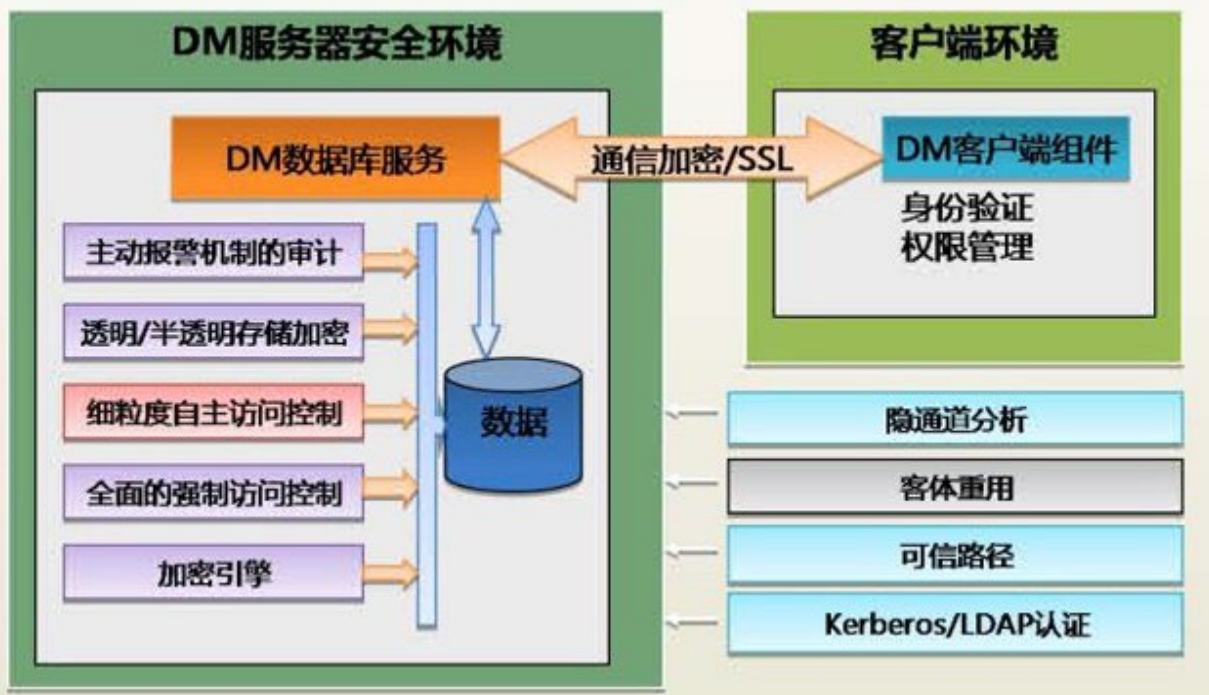 DM服务器安全环境
客户端环境
DM数据库服务
通信加密/SSL
DM客户端组件
身份验证
权限管理
主动报警机制的审计
透明/半透明存储加密
细粒度自主访问控制
全面的强制访问控制
加密引擎
数据
隐通道分析
客体重用
可信路径
Kerberos/LDAP认证